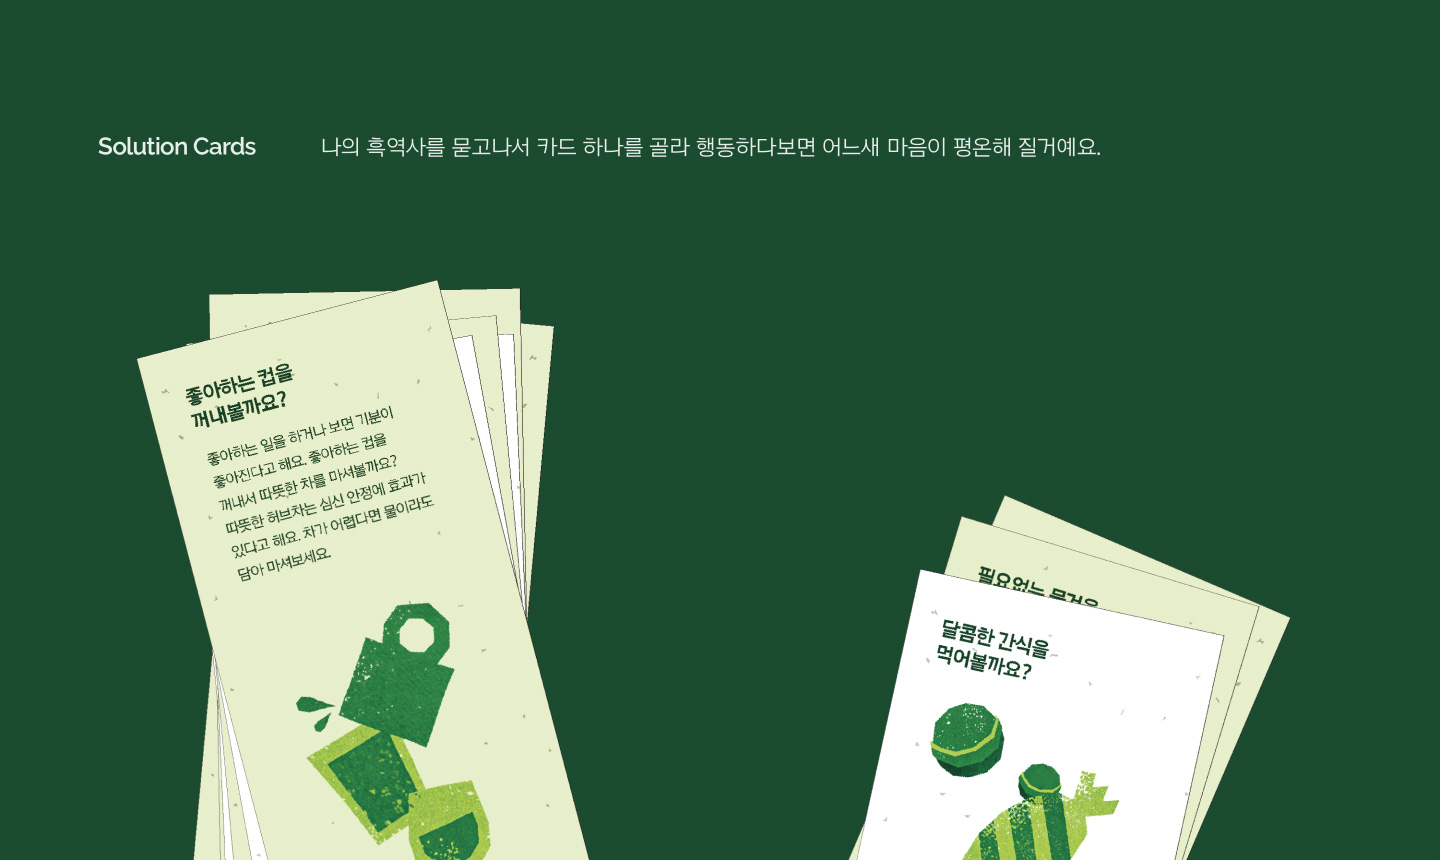 Solution Cards
나의 흑역사를 묻고나서 카드 하나를 골라 행동하다보면 어느새 마음이 평온해 질거예요.
좋아하는 컵을
꺼내볼까요?
좋아하는 일을 하거나 보면 기분이
좋아진다고 해요. 좋아하는 컵을
꺼내서 따뜻한 차를 마셔볼까요?
따뜻한 허브차는 심신 안정에 효과가
있다고 해요. 차가 어렵다면 물이라도
담아 마셔보세요.
필요없는 물건을
달콤한 간식을
먹어볼까요?